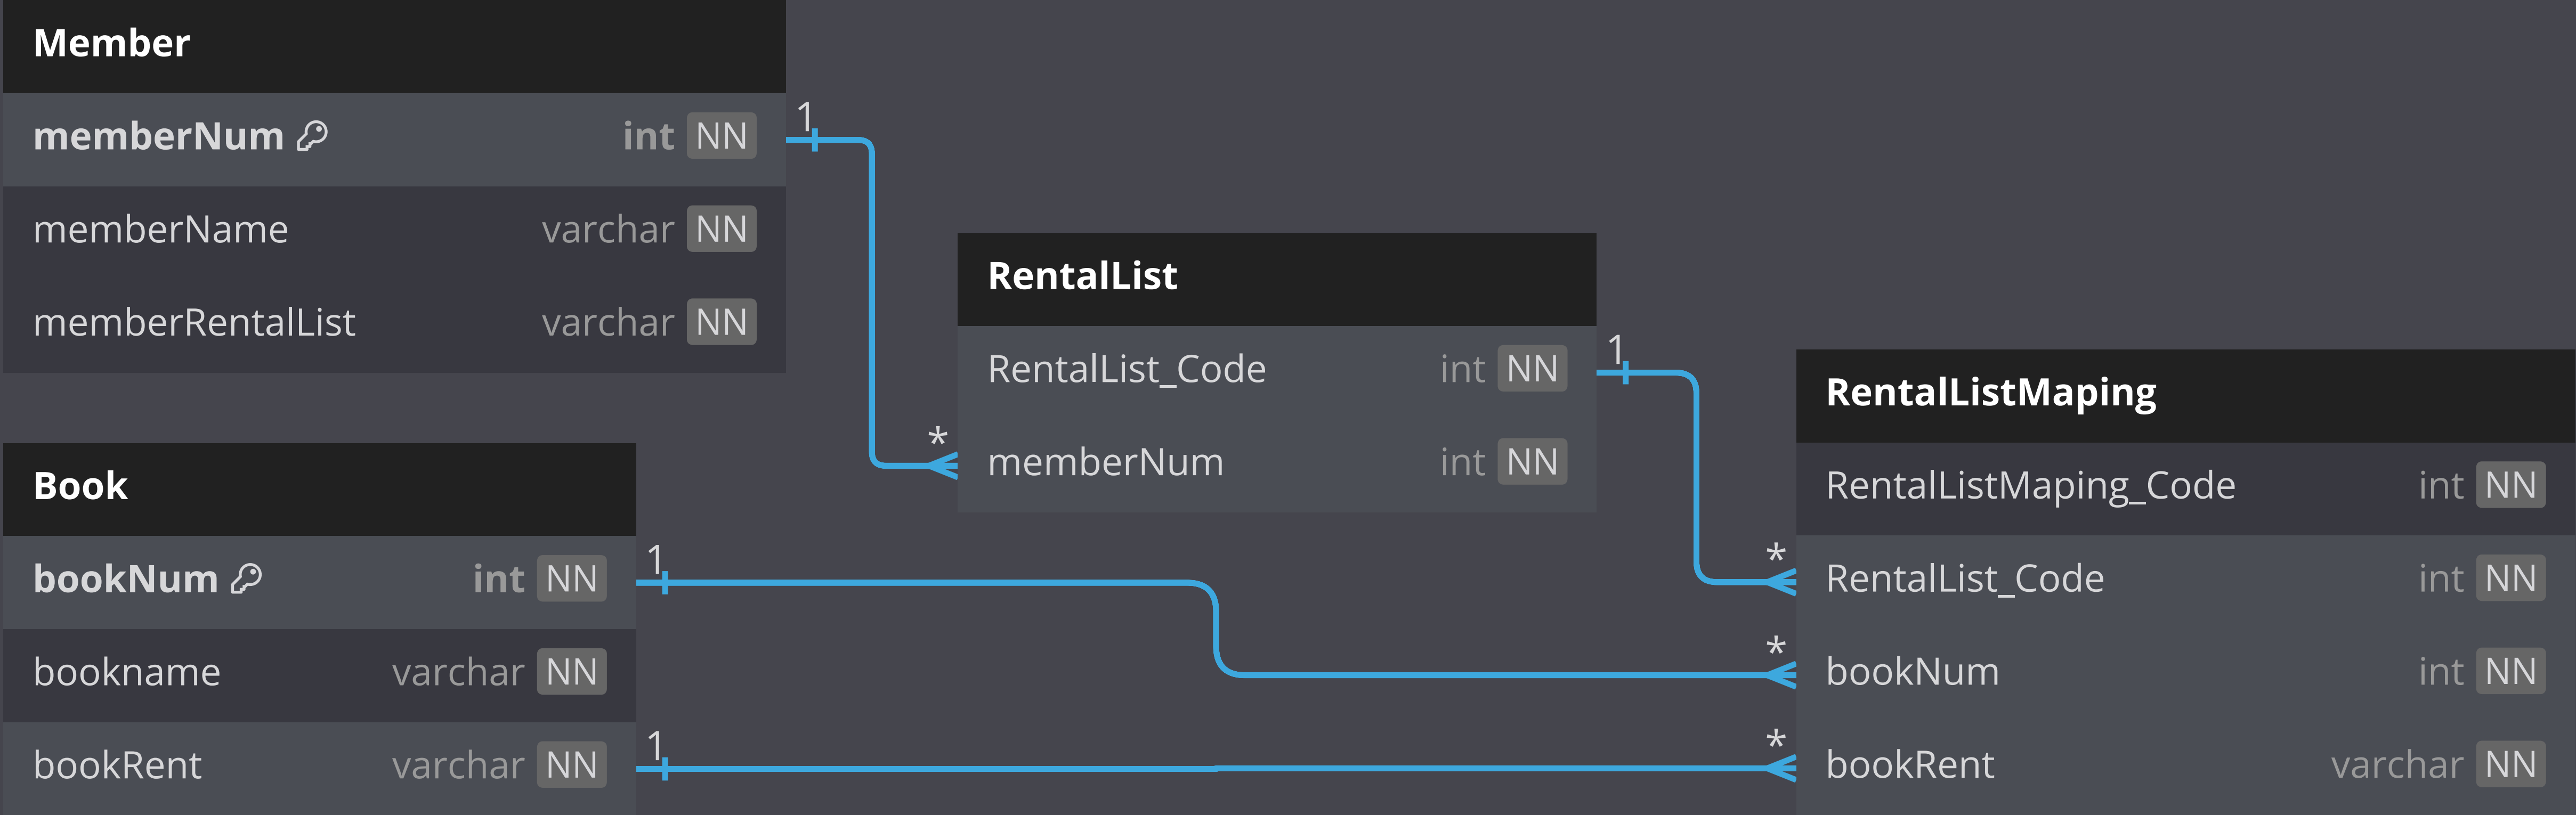 Member
memberNum int NN
memberName varchar NN
memberRentalList varchar NN
1
*
RentalList
RentalList_Code int NN
memberNum int NN
1
*
Book
bookNum int NN
bookname varchar NN
bookRent varchar NN
1
*
1
*
RentalListMaping
RentalListMaping_Code int NN
RentalList_Code int NN
bookNum int NN
bookRent varchar NN